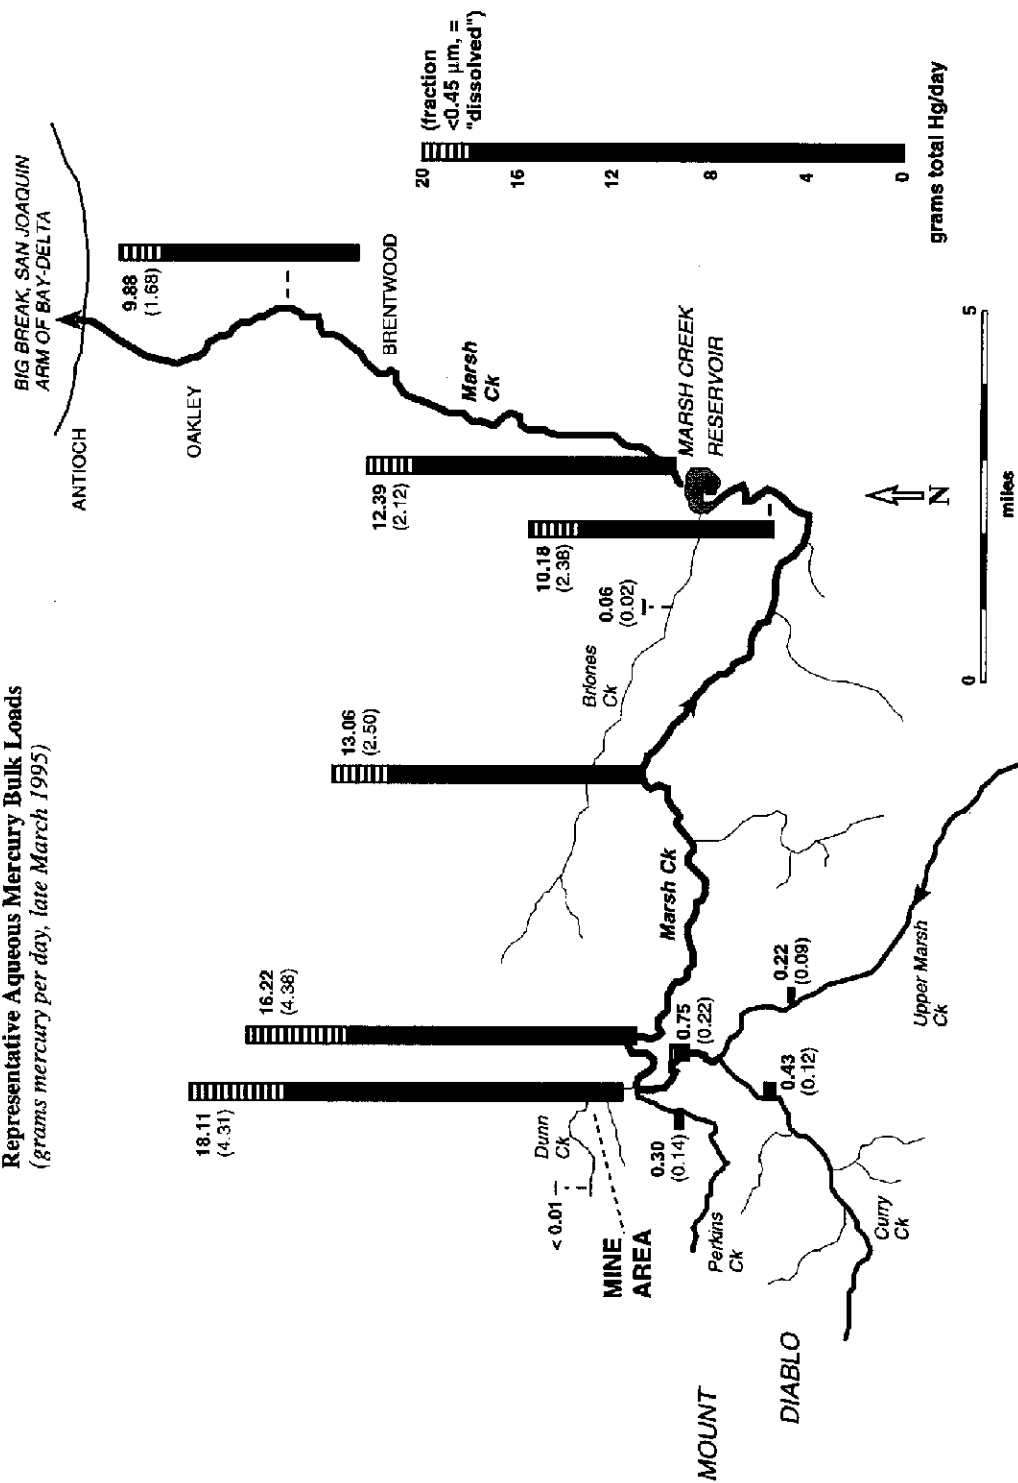 Representative Aqueous Mercury Bulk Loads
(grams mercury per day, late March 1995)
BIG BREAK, SAN JOAQUIN
ARM OF BAY-DELTA
ANTIOCH
OAKLEY
9.88
(1.68)
BRENTWOOD
Marsh
Ck
12.39
(2.12)
MARSH CREEK
RESERVOIR
10.18
(2.38)
0.06
(0.02)
Briones
Ck
13.06
(2.50)
Marsh Ck
16.22
(4.38)
18.11
(4.31)
Dunn
Ck
< 0.01
MINE
AREA
0.30
(0.14)
Perkins
Ck
0.75
(0.22)
0.43
(0.12)
0.22
(0.09)
Upper Marsh
Ck
Curry
Ck
MOUNT
DIABLO
N
0
5
miles
20
16
12
8
4
0
(fraction
<0.45 µm, =
"dissolved")
grams total Hg/day